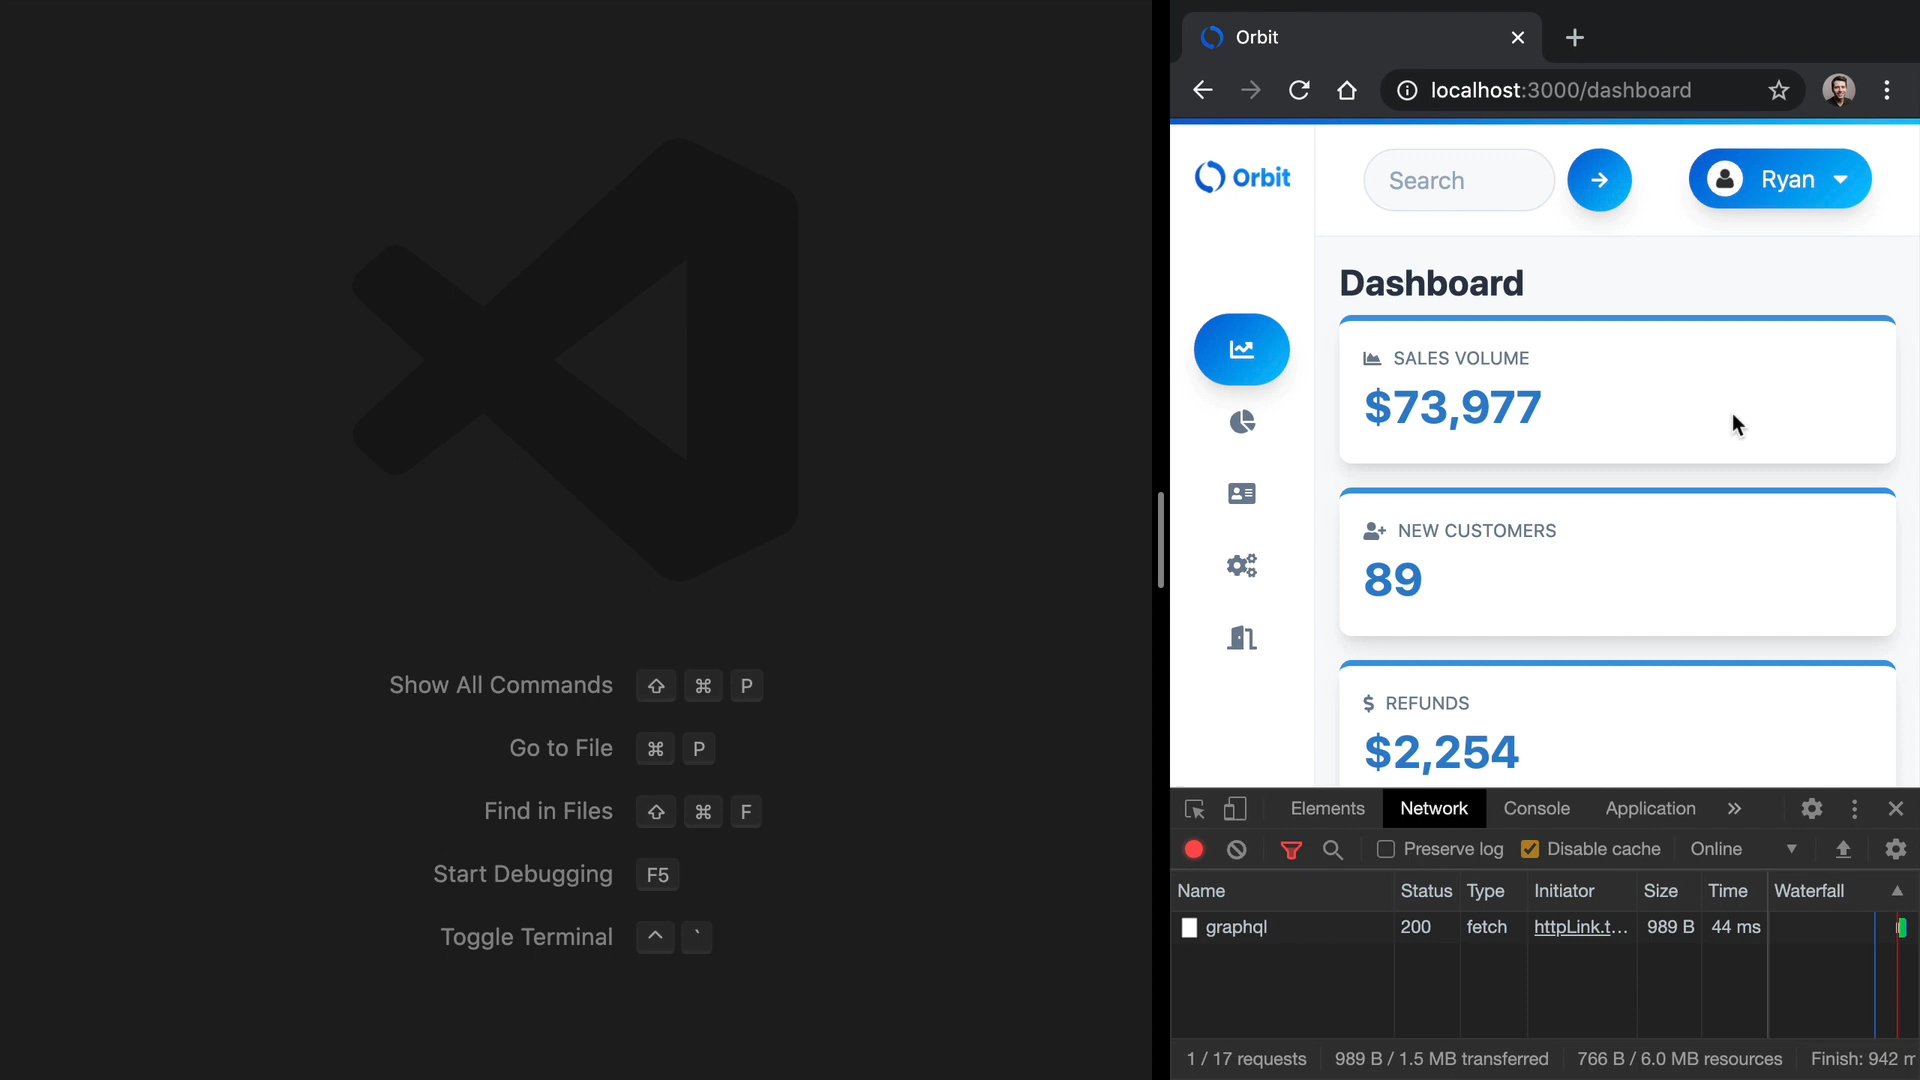 Show All Commands ⇧ ⌘ P
Go to File ⌘ P
Find in Files ⇧ ⌘ F
Start Debugging F5
Toggle Terminal ^ `
Orbit
localhost:3000/dashboard
Orbit
Search
Ryan
Dashboard
SALES VOLUME
$73,977
NEW CUSTOMERS
89
$ REFUNDS
$2,254
Elements Network Console Application »
Preserve log Disable cache Online
Name Status Type Initiator Size Time Waterfall
graphql 200 fetch httpLink.t... 989 B 44 ms
1 / 17 requests 989 B / 1.5 MB transferred 766 B / 6.0 MB resources Finish: 942 m